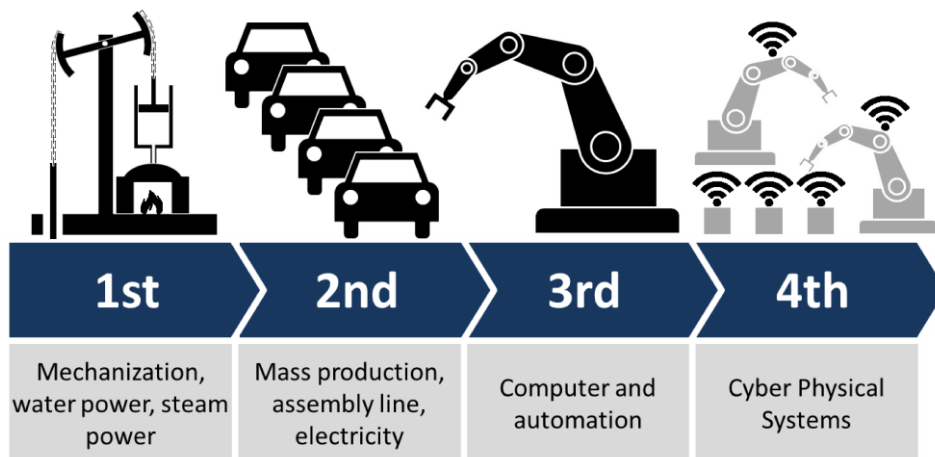 1st
2nd
3rd
4th
Mechanization,
water power, steam
power
Mass production,
assembly line,
electricity
Computer and
automation
Cyber Physical
Systems